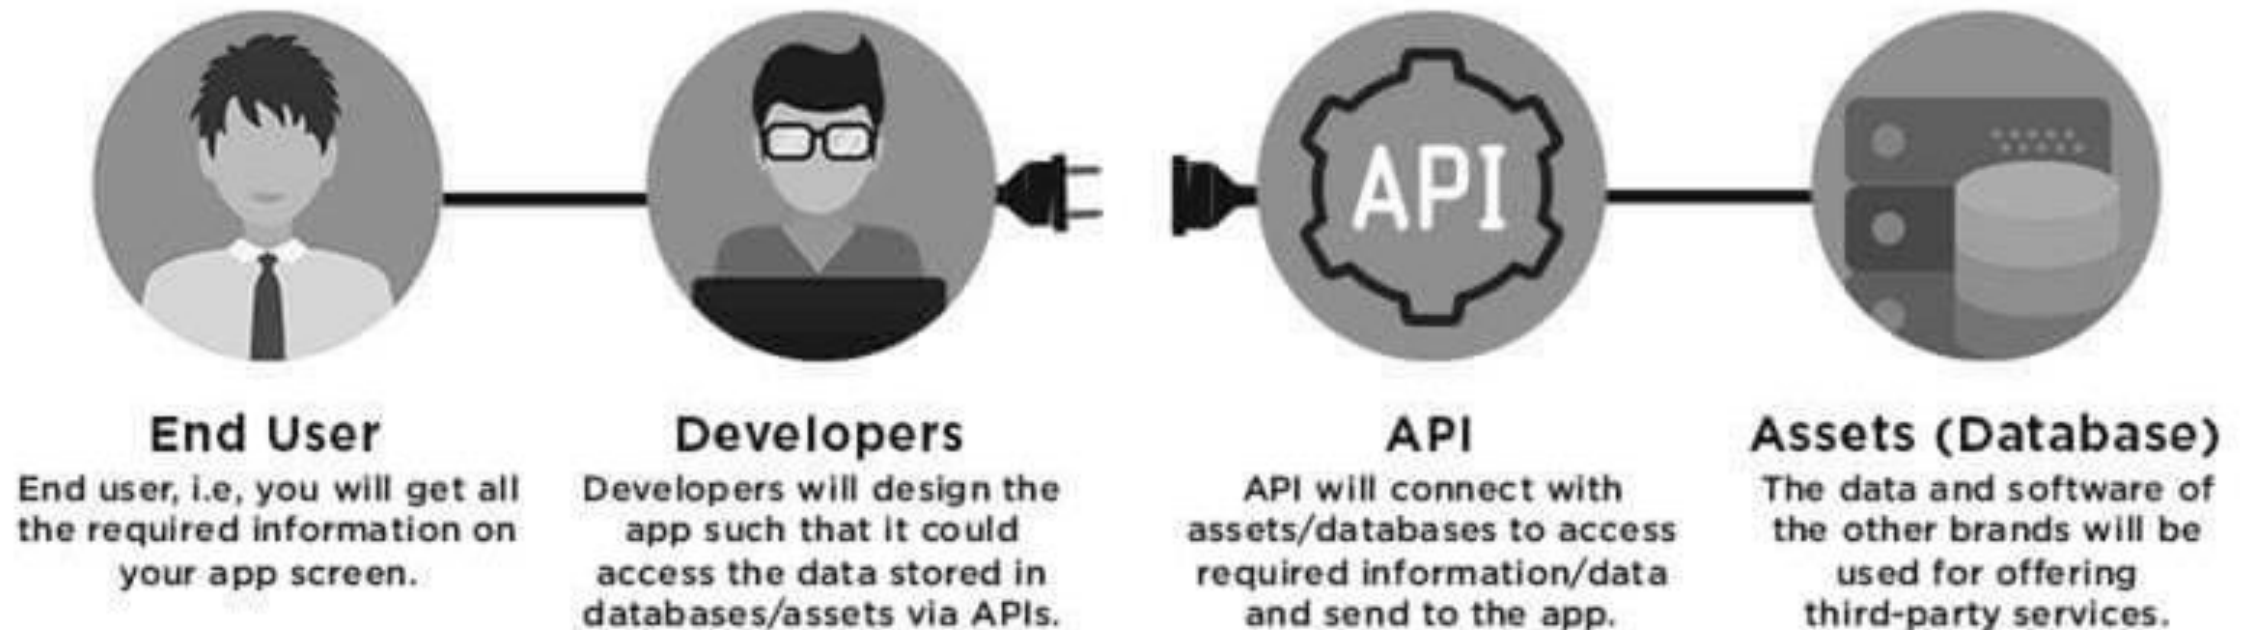 API
End User
End user, i.e, you will get all
the required information on
your app screen.
Developers
Developers will design the
app such that it could
access the data stored in
databases/assets via APIs.
API
API will connect with
assets/databases to access
required information/data
and send to the app.
Assets (Database)
The data and software of
the other brands will be
used for offering
third-party services.